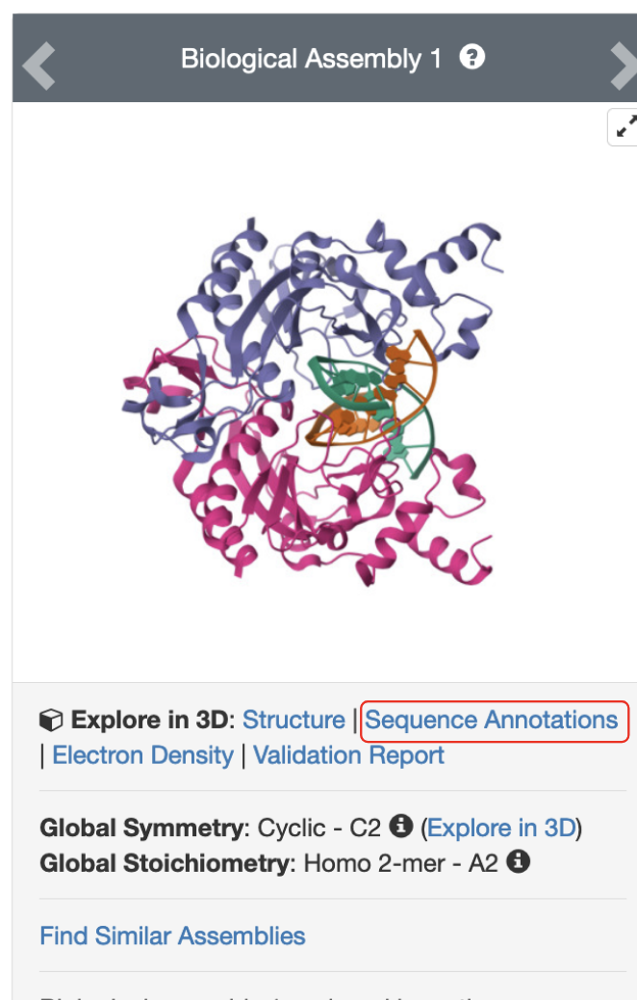 Biological Assembly 1 ?
Explore in 3D: Structure | Sequence Annotations
| Electron Density | Validation Report
Global Symmetry: Cyclic - C2 i (Explore in 3D)
Global Stoichiometry: Homo 2-mer - A2 i
Find Similar Assemblies